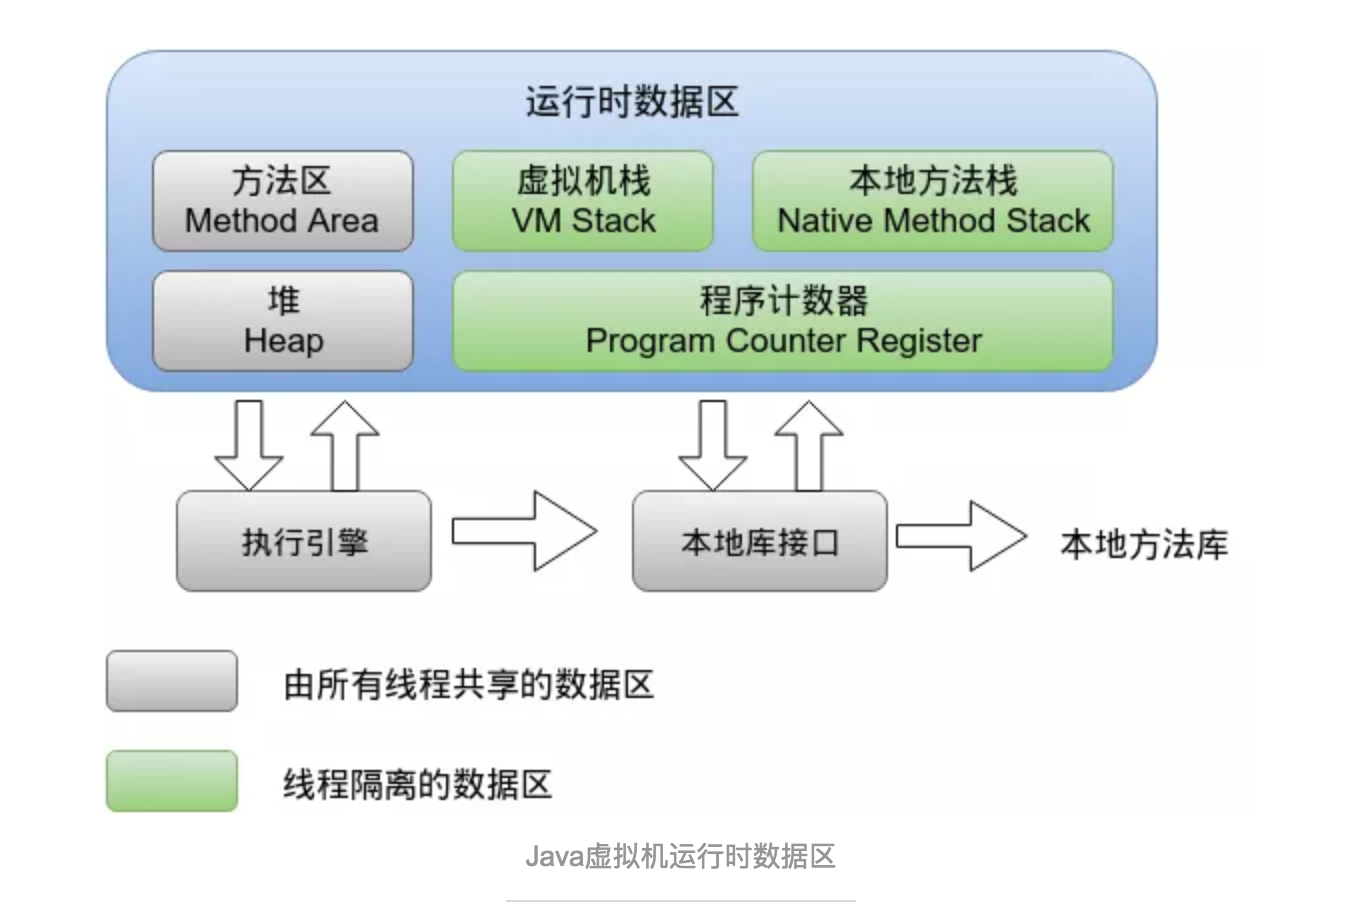 运行时数据区
方法区
Method Area
虚拟机栈
VM Stack
本地方法栈
Native Method Stack
堆
Heap
程序计数器
Program Counter Register
执行引擎
本地库接口
本地方法库
由所有线程共享的数据区
线程隔离的数据区
Java虚拟机运行时数据区